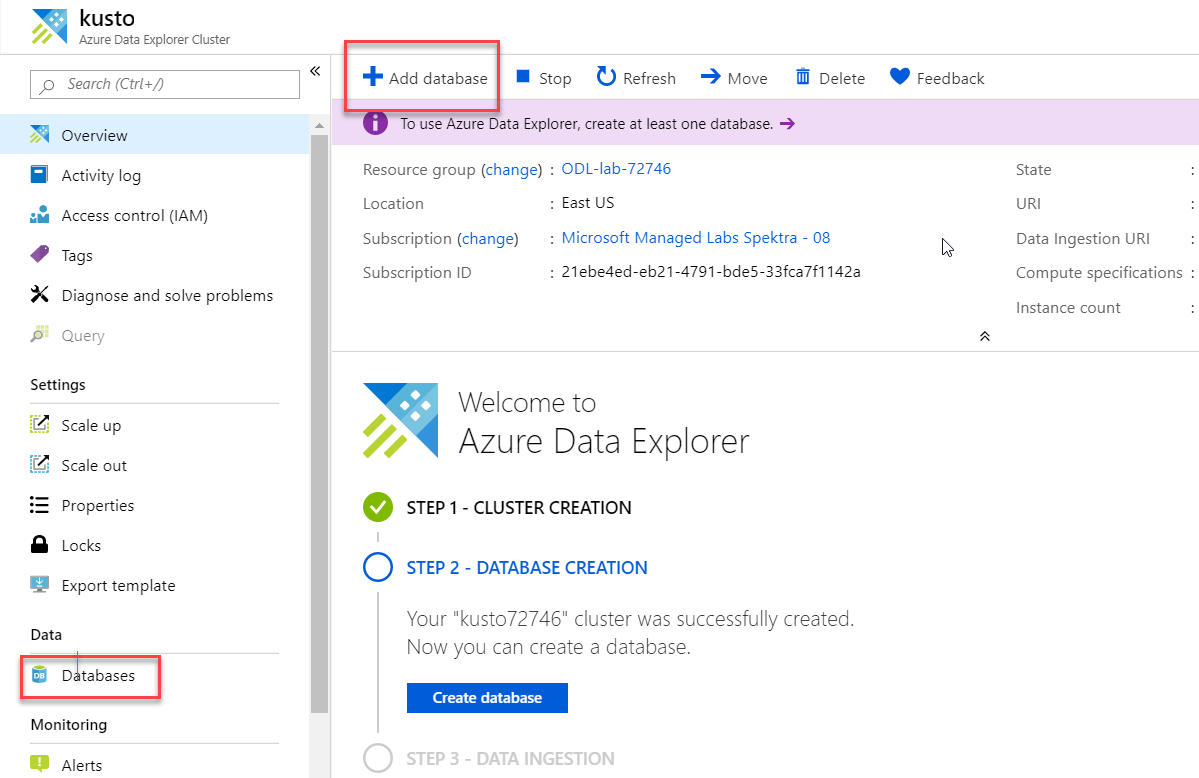 kusto
Azure Data Explorer Cluster
Search (Ctrl+/)
«
Overview
Activity log
Access control (IAM)
Tags
Diagnose and solve problems
Query
Settings
Scale up
Scale out
Properties
Locks
Export template
Data
DB Databases
Monitoring
Alerts
Add database Stop Refresh Move Delete Feedback
To use Azure Data Explorer, create at least one database.
Resource group (change) : ODL-lab-72746
Location : East US
Subscription (change) : Microsoft Managed Labs Spektra - 08
Subscription ID : 21ebe4ed-eb21-4791-bde5-33fca7f1142a
State :
URI :
Data Ingestion URI :
Compute specifications :
Instance count :
Welcome to
Azure Data Explorer
STEP 1 - CLUSTER CREATION
STEP 2 - DATABASE CREATION
Your "kusto72746" cluster was successfully created.
Now you can create a database.
Create database
STEP 3 - DATA INGESTION